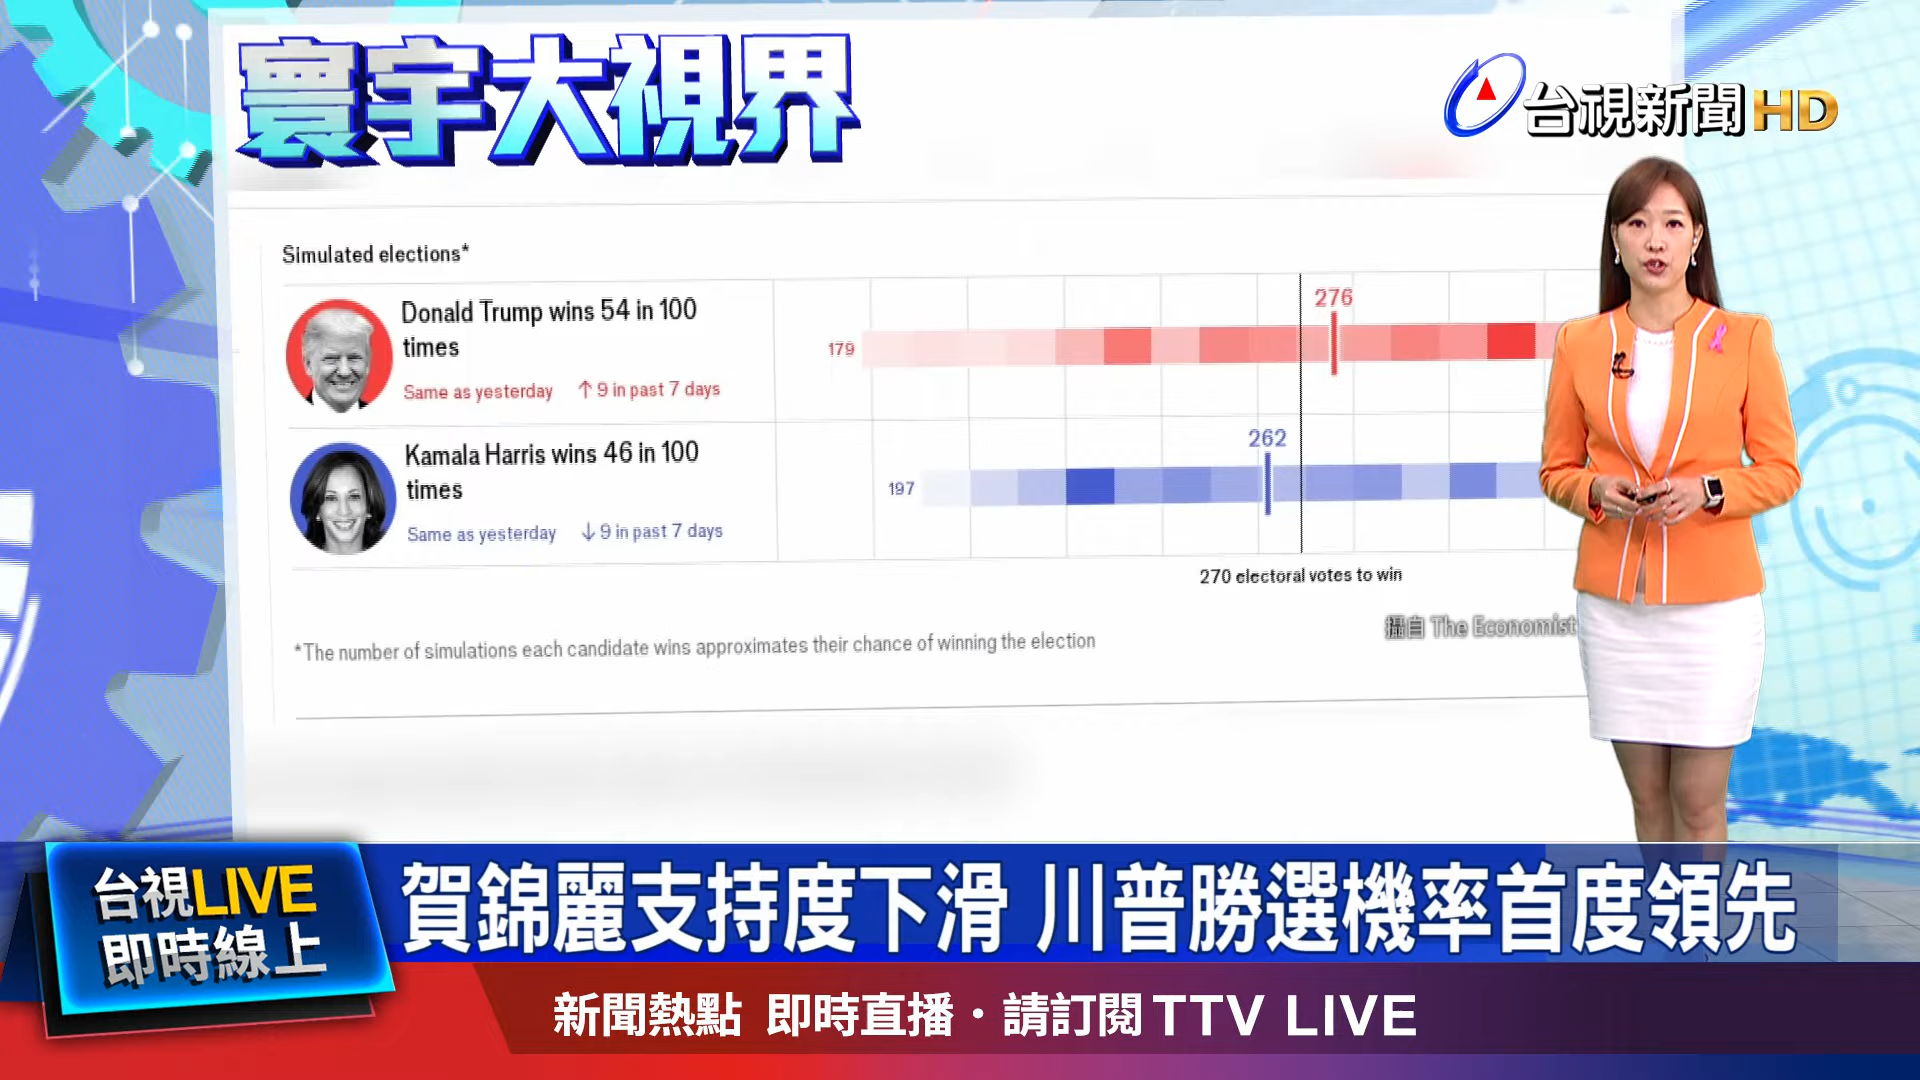 寰宇大視界
台視新聞HD
Simulated elections*
Donald Trump wins 54 in 100
times
Same as yesterday ↑ 9 in past 7 days
179
276
Kamala Harris wins 46 in 100
times
Same as yesterday ↓ 9 in past 7 days
197
262
270 electoral votes to win
攝自 The Economist
*The number of simulations each candidate wins approximates their chance of winning the election
台視LIVE
即時線上
賀錦麗支持度下滑 川普勝選機率首度領先
新聞熱點 即時直播·請訂閱TTV LIVE